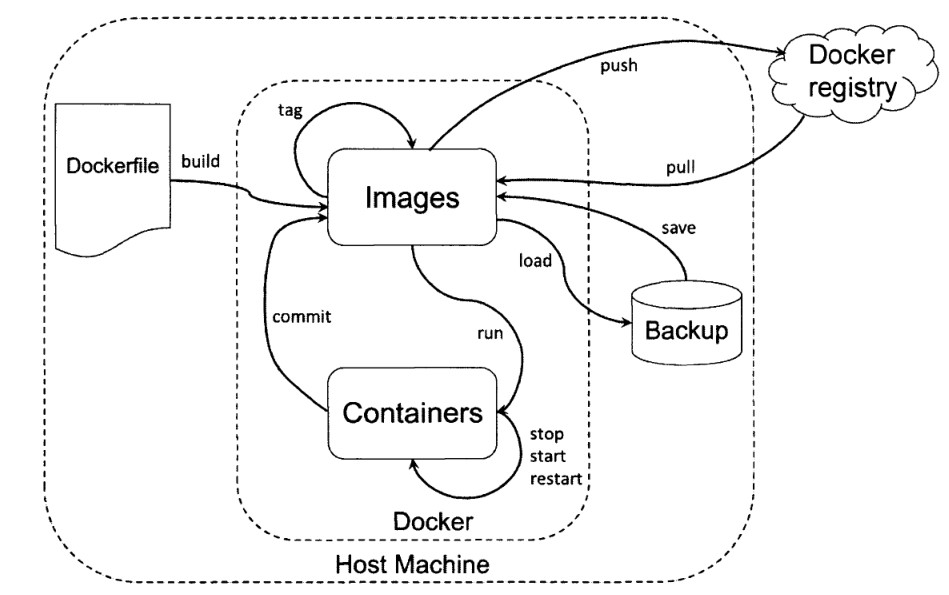 push
Docker
registry
tag
Dockerfile
build
pull
Images
save
load
commit
run
Backup
Containers
stop
start
restart
Docker
Host Machine